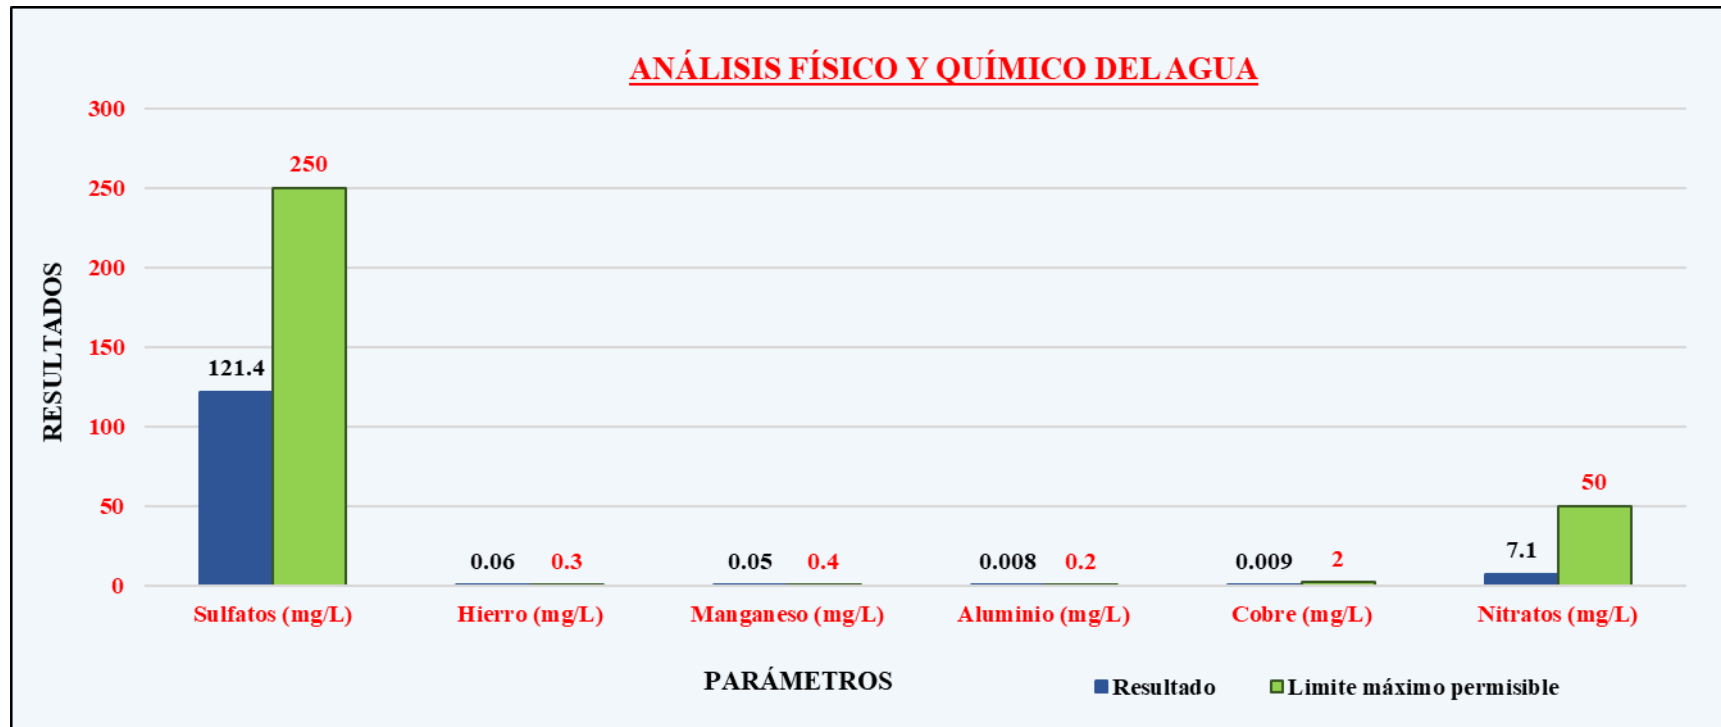 ANÁLISIS FÍSICO Y QUÍMICO DEL AGUA
RESULTADOS
300
250
200
150
100
50
0
121.4
250
0.06
0.3
0.05
0.4
0.008
0.2
0.009
2
7.1
50
Sulfatos (mg/L)
Hierro (mg/L)
Manganeso (mg/L)
Aluminio (mg/L)
Cobre (mg/L)
Nitratos (mg/L)
PARÁMETROS
Resultado
Limite máximo permisible